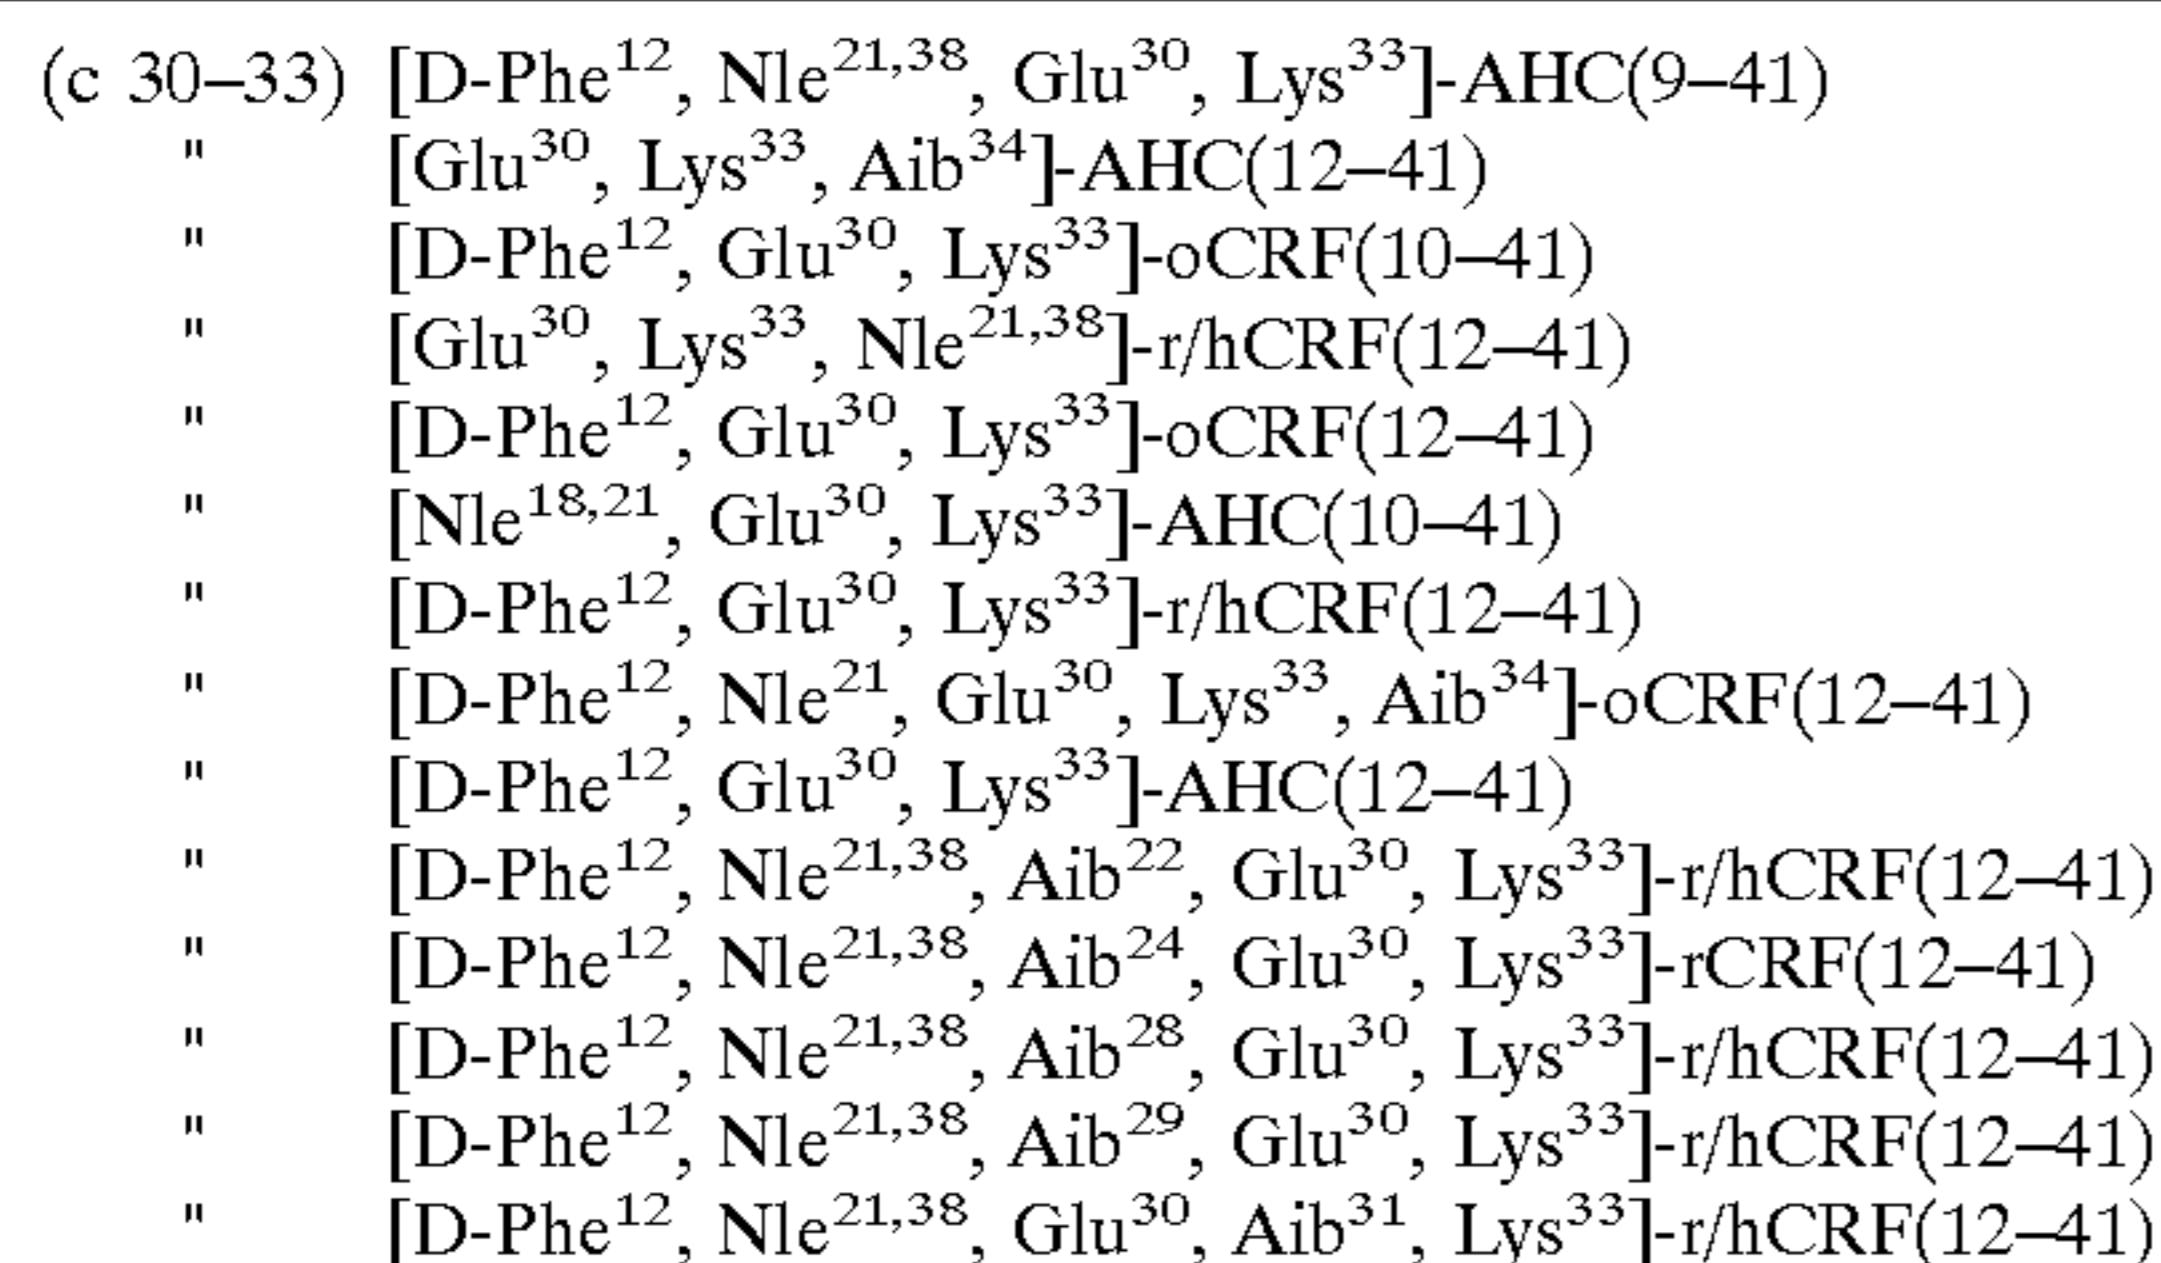 (c 30–33) [D-Phe¹², Nle²¹,³⁸, Glu³⁰, Lys³³]-AHC(9–41)
" [Glu³⁰, Lys³³, Aib³⁴]-AHC(12–41)
" [D-Phe¹², Glu³⁰, Lys³³]-oCRF(10–41)
" [Glu³⁰, Lys³³, Nle²¹,³⁸]-r/hCRF(12–41)
" [D-Phe¹², Glu³⁰, Lys³³]-oCRF(12–41)
" [Nle¹⁸,²¹, Glu³⁰, Lys³³]-AHC(10–41)
" [D-Phe¹², Glu³⁰, Lys³³]-r/hCRF(12–41)
" [D-Phe¹², Nle²¹, Glu³⁰, Lys³³, Aib³⁴]-oCRF(12–41)
" [D-Phe¹², Glu³⁰, Lys³³]-AHC(12–41)
" [D-Phe¹², Nle²¹,³⁸, Aib²², Glu³⁰, Lys³³]-r/hCRF(12–41)
" [D-Phe¹², Nle²¹,³⁸, Aib²⁴, Glu³⁰, Lys³³]-rCRF(12–41)
" [D-Phe¹², Nle²¹,³⁸, Aib²⁸, Glu³⁰, Lys³³]-r/hCRF(12–41)
" [D-Phe¹², Nle²¹,³⁸, Aib²⁹, Glu³⁰, Lys³³]-r/hCRF(12–41)
" [D-Phe¹², Nle²¹,³⁸, Glu³⁰, Aib³¹, Lys³³]-r/hCRF(12–41)